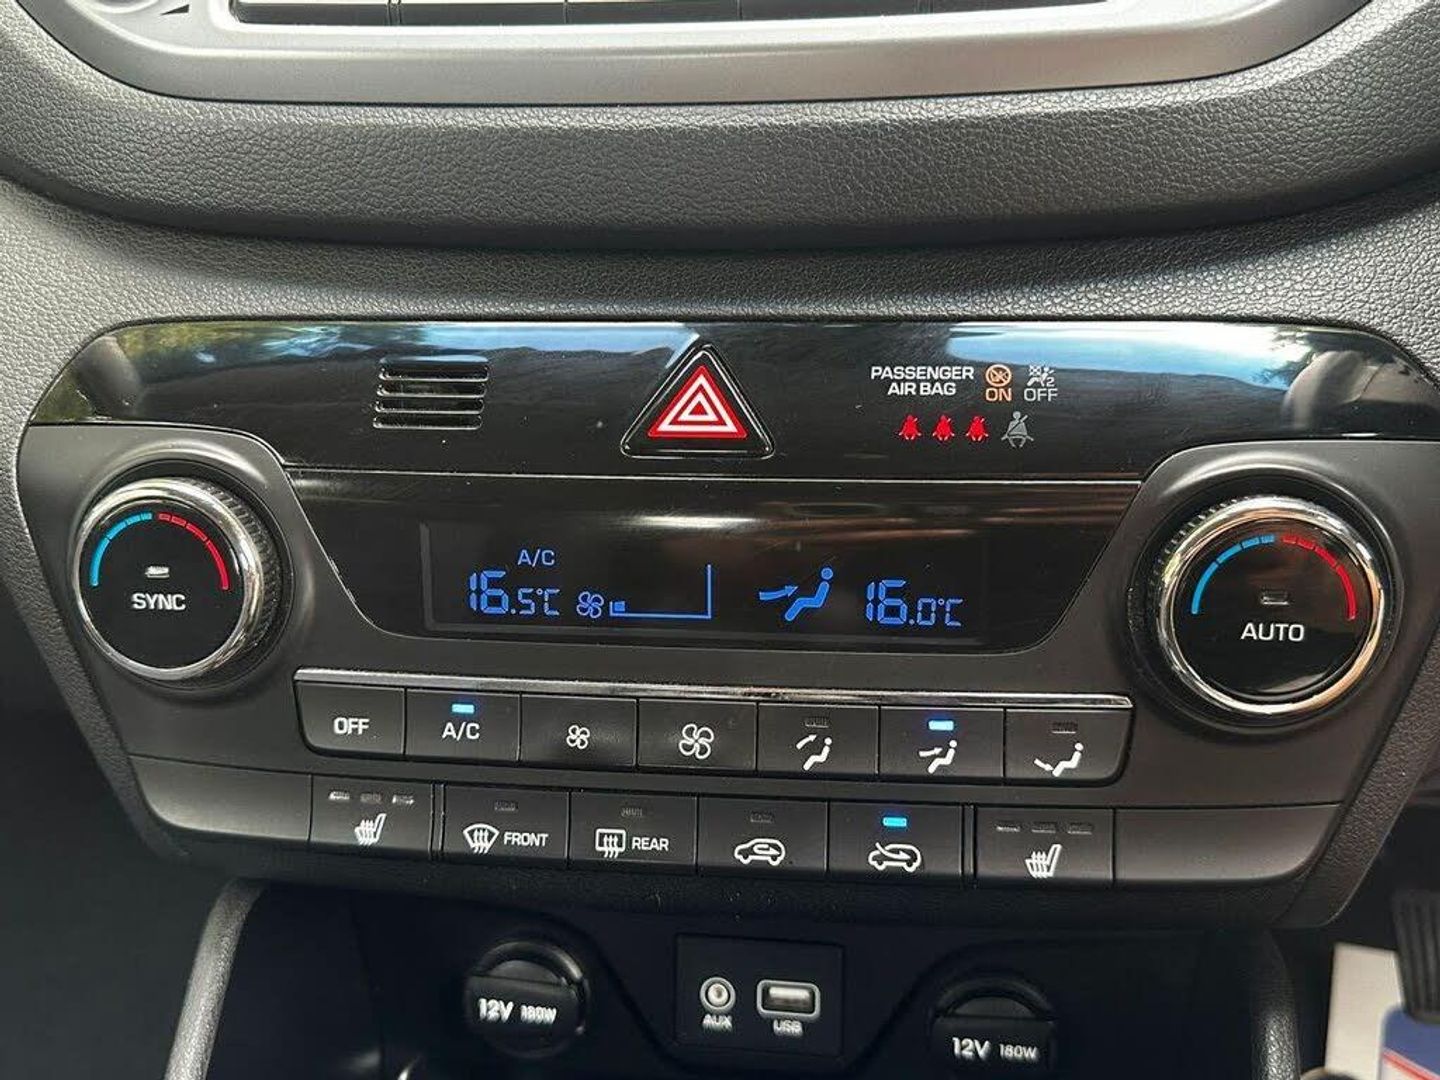 PASSENGER
AIR BAG
ON
OFF
2
A/C
16.5°C
16.0°C
SYNC
AUTO
OFF
A/C
FRONT
REAR
12V 180W
AUX
USB
12V 180W